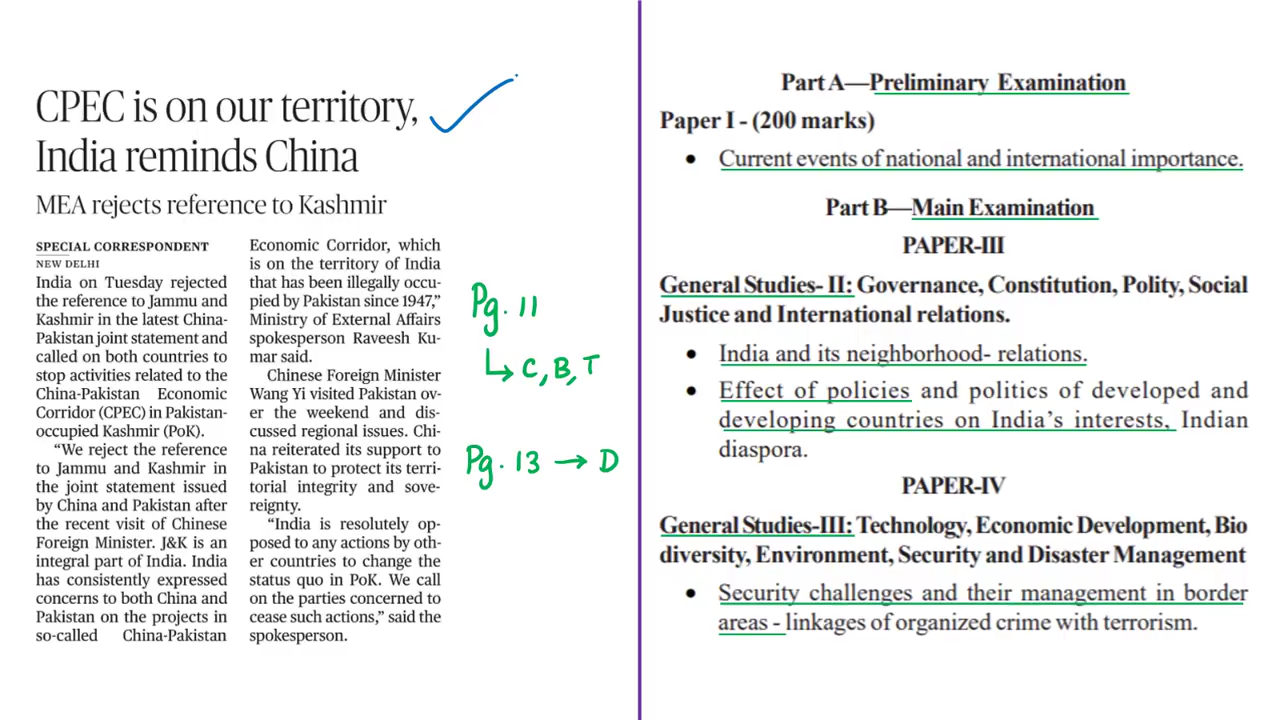 CPEC is on our territory,
India reminds China
MEA rejects reference to Kashmir
SPECIAL CORRESPONDENT
NEW DELHI
India on Tuesday rejected
the reference to Jammu and
Kashmir in the latest China-
Pakistan joint statement and
called on both countries to
stop activities related to the
China-Pakistan Economic
Corridor (CPEC) in Pakistan-
occupied Kashmir (PoK).
“We reject the reference
to Jammu and Kashmir in
the joint statement issued
by China and Pakistan after
the recent visit of Chinese
Foreign Minister. J&K is an
integral part of India. India
has consistently expressed
concerns to both China and
Pakistan on the projects in
so-called China-Pakistan
Economic Corridor, which
is on the territory of India
that has been illegally occu-
pied by Pakistan since 1947,”
Ministry of External Affairs
spokesperson Raveesh Ku-
mar said.
Chinese Foreign Minister
Wang Yi visited Pakistan ov-
er the weekend and dis-
cussed regional issues. Chi-
na reiterated its support to
Pakistan to protect its terri-
torial integrity and sove-
reignty.
“India is resolutely op-
posed to any actions by oth-
er countries to change the
status quo in PoK. We call
on the parties concerned to
cease such actions,” said the
spokesperson.
Pg. 11
↳ C, B, T
Pg. 13 → D
Part A—Preliminary Examination
Paper I - (200 marks)
• Current events of national and international importance.
Part B—Main Examination
PAPER-III
General Studies- II: Governance, Constitution, Polity, Social
Justice and International relations.
• India and its neighborhood- relations.
• Effect of policies and politics of developed and
developing countries on India’s interests, Indian
diaspora.
PAPER-IV
General Studies-III: Technology, Economic Development, Bio
diversity, Environment, Security and Disaster Management
• Security challenges and their management in border
areas - linkages of organized crime with terrorism.